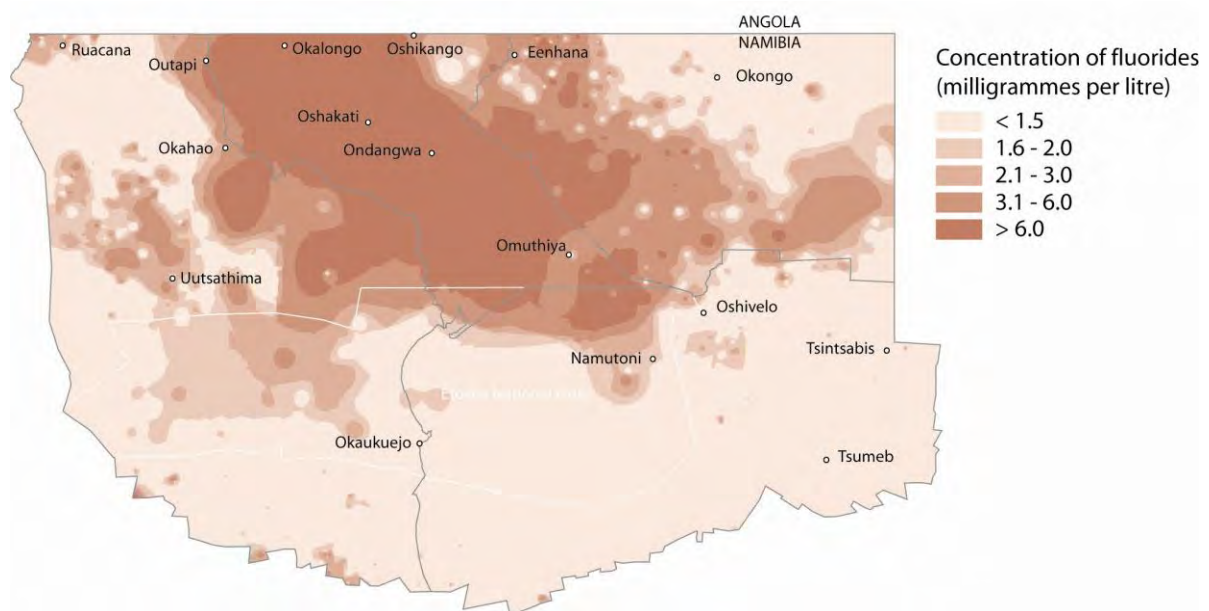 ANGOLA
NAMIBIA
Ruacana
Outapi
Okalongo
Oshikango
Eenhana
Okongo
Oshakati
Okahao
Ondangwa
Omuthiya
Uutsathima
Oshivelo
Namutoni
Tsintsabis
Okaukuejo
Tsumeb
Concentration of fluorides
(milligrammes per litre)
< 1.5
1.6 - 2.0
2.1 - 3.0
3.1 - 6.0
> 6.0